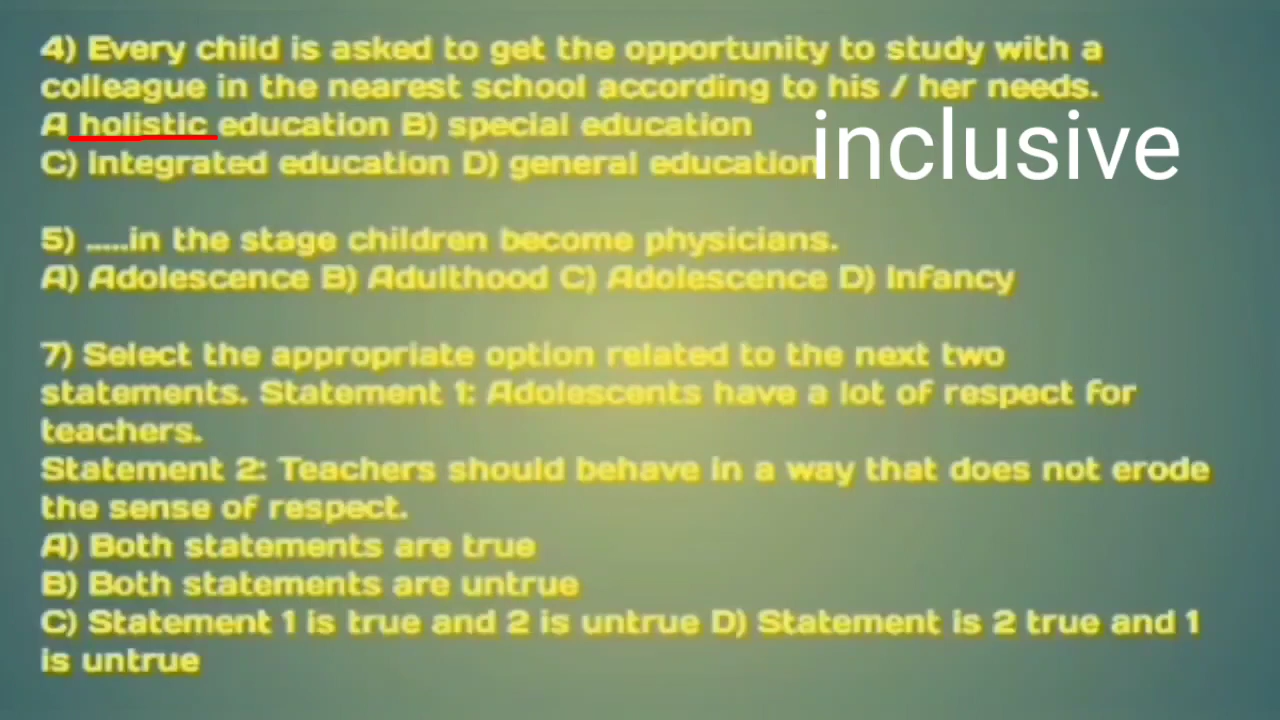 4) Every child is asked to get the opportunity to study with a
colleague in the nearest school according to his / her needs.
A holistic education B) special education
inclusive
C) Integrated education D) general education
5) .....in the stage children become physicians.
A) Adolescence B) Adulthood C) Adolescence D) Infancy
7) Select the appropriate option related to the next two
statements. Statement 1: Adolescents have a lot of respect for
teachers.
Statement 2: Teachers should behave in a way that does not erode
the sense of respect.
A) Both statements are true
B) Both statements are untrue
C) Statement 1 is true and 2 is untrue D) Statement is 2 true and 1
is untrue